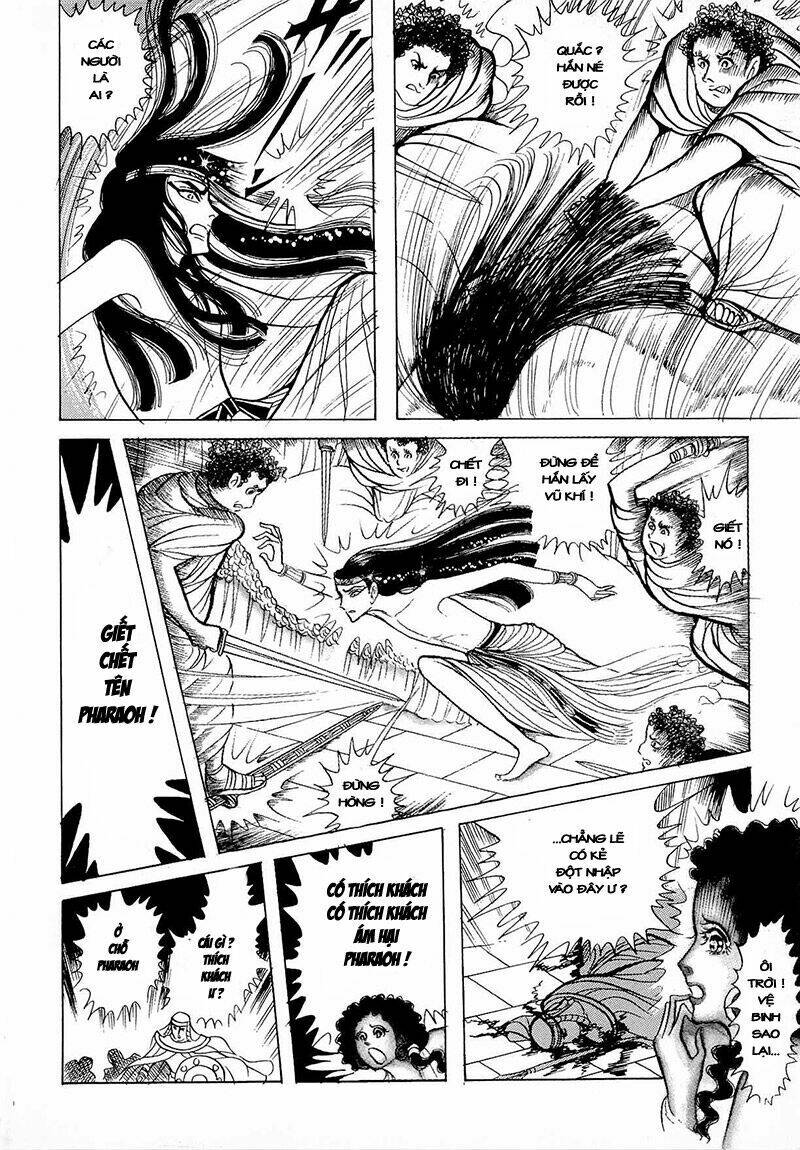 CÁC
NGƯỜI
LÀ
AI ?
QUẮC ?
HẮN NÉ
ĐƯỢC
RỒI !
CHẾT
ĐI !
ĐỪNG ĐỂ
HẮN LẤY
VŨ KHÍ !
GIẾT
NÓ !
GIẾT
CHẾT
TÊN
PHARAOH !
ĐỪNG
HÒNG !
...CHẲNG LẼ
CÓ KẺ
ĐỘT NHẬP
VÀO ĐÂY Ư ?
ÔI
TRỜI !
VỆ
BINH
SAO
LẠI...
CÓ THÍCH KHÁCH
CÓ THÍCH KHÁCH
ÁM HẠI
PHARAOH !
CÁI GÌ ?
THÍCH
KHÁCH
Ư ?
Ở
CHỖ
PHARAOH